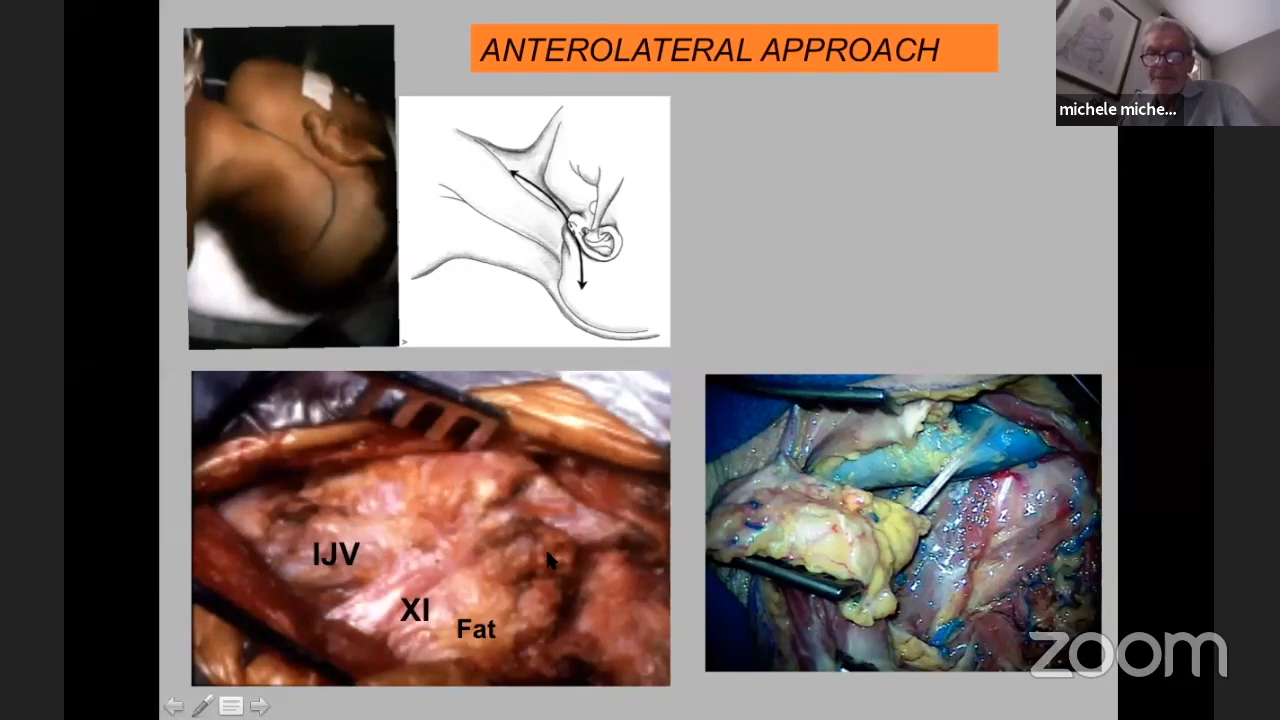 ANTEROLATERAL APPROACH
michele miche...
IJV
XI
Fat
zoom